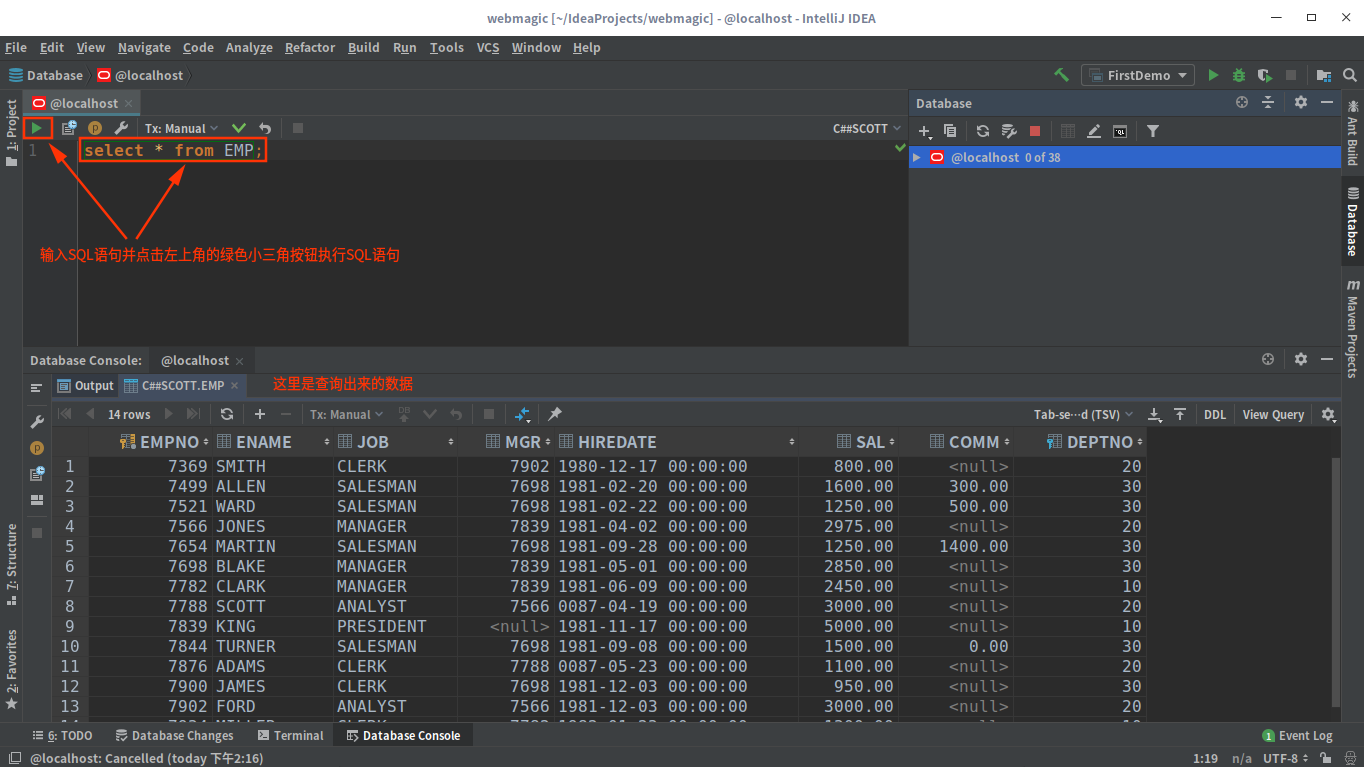 webmagic [~/IdeaProjects/webmagic] - @localhost - IntelliJ IDEA
File Edit View Navigate Code Analyze Refactor Build Run Tools VCS Window Help
Database @localhost FirstDemo
1: Project
@localhost
Tx: Manual C##SCOTT
1 select * from EMP;
输入SQL语句并点击左上角的绿色小三角按钮执行SQL语句
Database
@localhost 0 of 38
Ant Build
Database
Maven Projects
Database Console: @localhost
Output C##SCOTT.EMP 这里是查询出来的数据
14 rows Tx: Manual DB Tab-se…d (TSV) DDL View Query
EMPNO ENAME JOB MGR HIREDATE SAL COMM DEPTNO
1 7369 SMITH CLERK 7902 1980-12-17 00:00:00 800.00 <null> 20
2 7499 ALLEN SALESMAN 7698 1981-02-20 00:00:00 1600.00 300.00 30
3 7521 WARD SALESMAN 7698 1981-02-22 00:00:00 1250.00 500.00 30
4 7566 JONES MANAGER 7839 1981-04-02 00:00:00 2975.00 <null> 20
5 7654 MARTIN SALESMAN 7698 1981-09-28 00:00:00 1250.00 1400.00 30
6 7698 BLAKE MANAGER 7839 1981-05-01 00:00:00 2850.00 <null> 30
7 7782 CLARK MANAGER 7839 1981-06-09 00:00:00 2450.00 <null> 10
8 7788 SCOTT ANALYST 7566 0087-04-19 00:00:00 3000.00 <null> 20
9 7839 KING PRESIDENT <null> 1981-11-17 00:00:00 5000.00 <null> 10
10 7844 TURNER SALESMAN 7698 1981-09-08 00:00:00 1500.00 0.00 30
11 7876 ADAMS CLERK 7788 0087-05-23 00:00:00 1100.00 <null> 20
12 7900 JAMES CLERK 7698 1981-12-03 00:00:00 950.00 <null> 30
13 7902 FORD ANALYST 7566 1981-12-03 00:00:00 3000.00 <null> 20
7: Structure
2: Favorites
6: TODO Database Changes Terminal Database Console 1 Event Log
@localhost: Cancelled (today 下午2:16) 1:19 n/a UTF-8